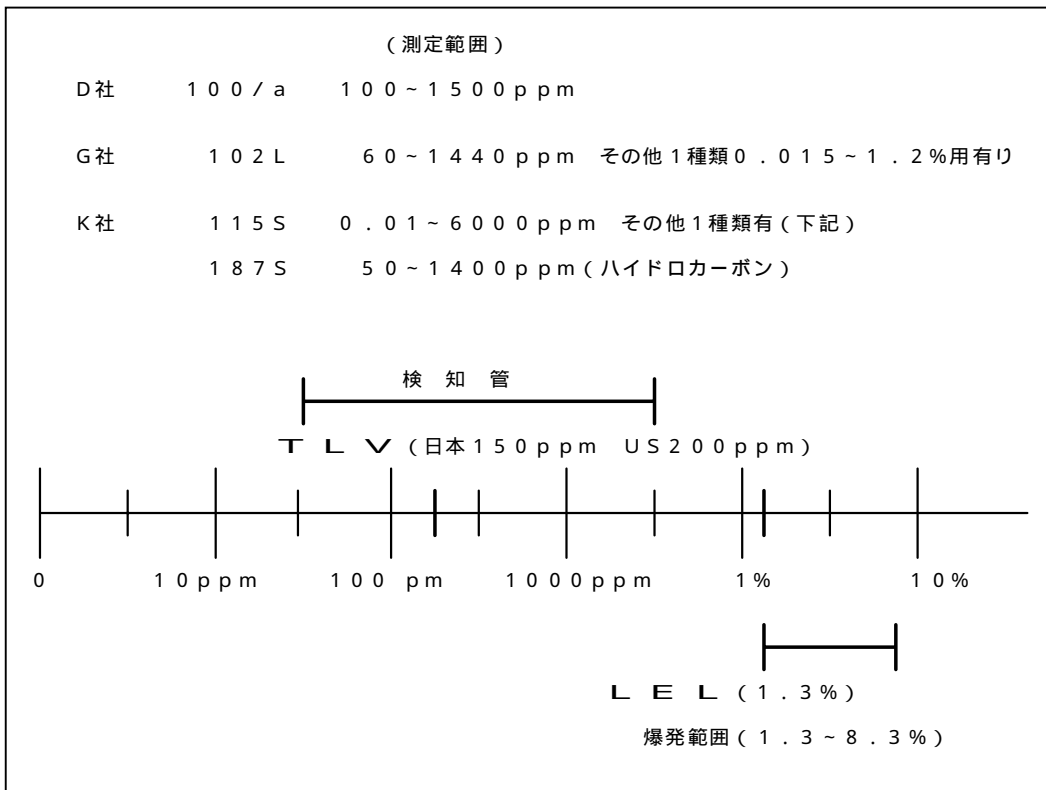 (測定範囲)
D社 100/a 100~1500ppm
G社 102L 60~1440ppm その他1種類0.015~1.2%用有り
K社 115S 0.01~6000ppm その他1種類有(下記)
187S 50~1400ppm(ハイドロカーボン)
検知管
TLV(日本150ppm US200ppm)
0 10ppm 100 pm 1000ppm 1% 10%
LEL(1.3%)
爆発範囲(1.3~8.3%)